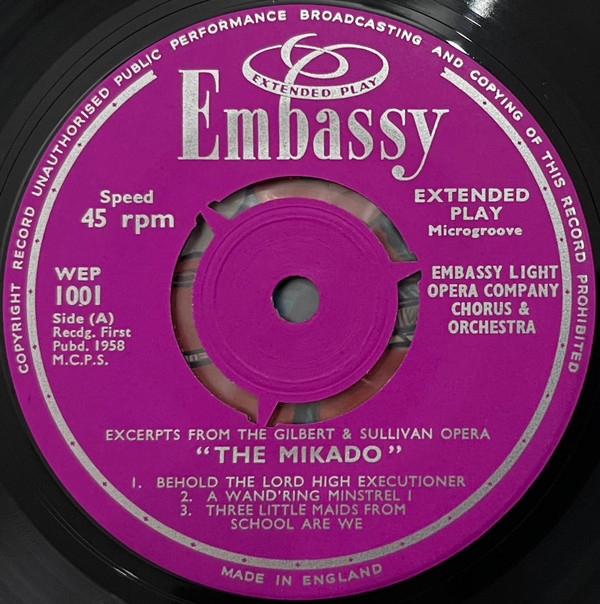 COPYRIGHT RECORD UNAUTHORISED PUBLIC PERFORMANCE BROADCASTING AND COPYING OF THIS RECORD PROHIBITED
EXTENDED PLAY
Embassy
Speed
45 rpm
EXTENDED
PLAY
Microgroove
WEP
1001
Side (A)
Recdg. First
Pubd. 1958
M.C.P.S.
EMBASSY LIGHT
OPERA COMPANY
CHORUS &
ORCHESTRA
EXCERPTS FROM THE GILBERT & SULLIVAN OPERA
"THE MIKADO"
1. BEHOLD THE LORD HIGH EXECUTIONER
2. A WAND'RING MINSTREL I
3. THREE LITTLE MAIDS FROM
SCHOOL ARE WE
MADE IN ENGLAND